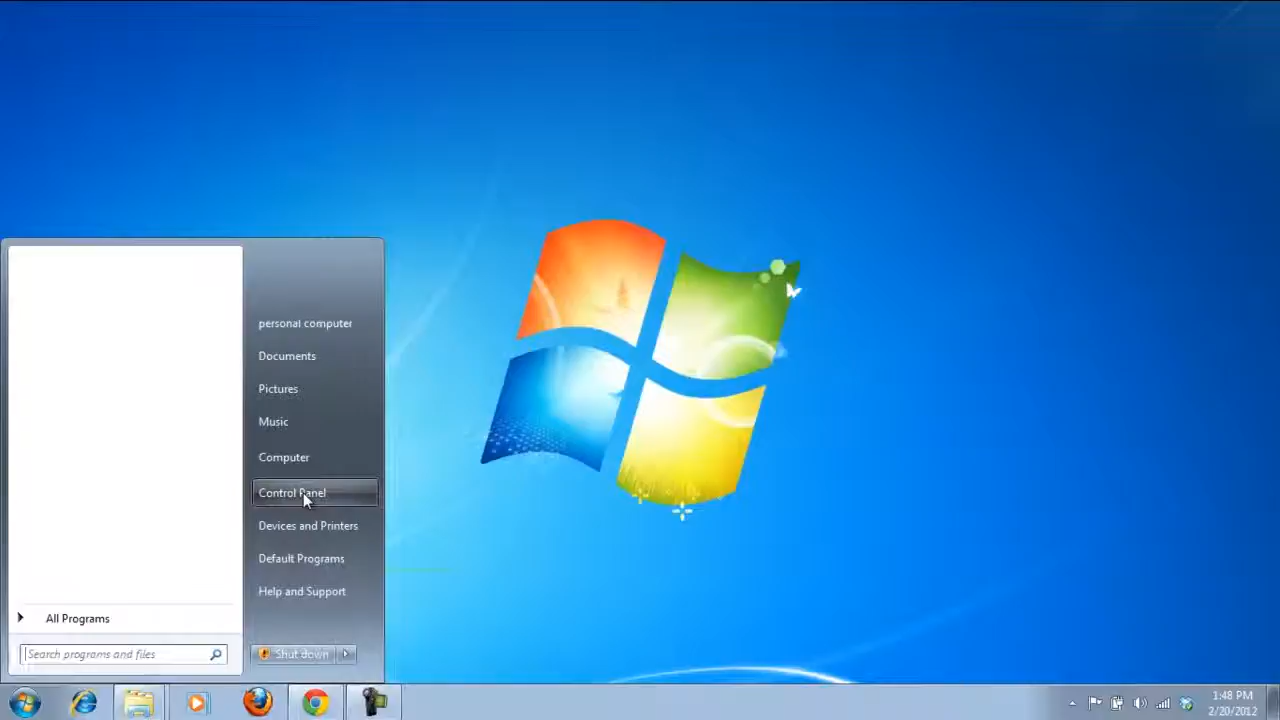 personal computer
Documents
Pictures
Music
Computer
Control Panel
Devices and Printers
Default Programs
Help and Support
All Programs
Search programs and files
Shut down
1:48 PM
2/20/2012